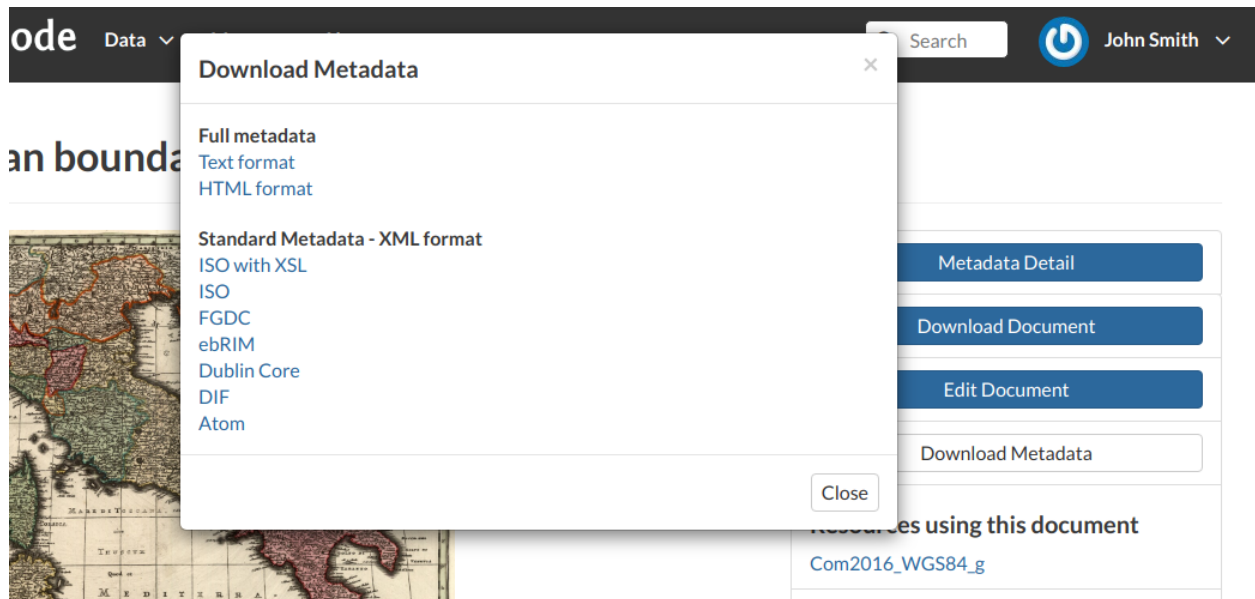 ode Data John Smith
Search
Download Metadata ×
an bounda
Full metadata
Text format
HTML format
Standard Metadata - XML format
ISO with XSL
ISO
FGDC
ebRIM
Dublin Core
DIF
Atom
Close
Metadata Detail
Download Document
Edit Document
Download Metadata
Resources using this document
Com2016_WGS84_g